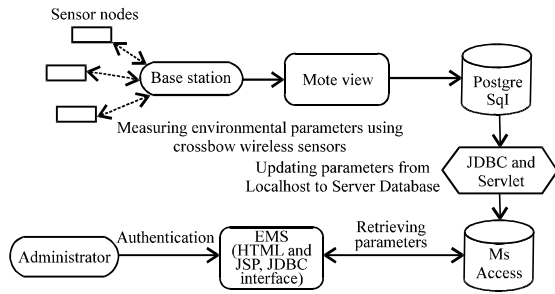 Sensor nodes
Base station
Mote view
Postgre
SqI
Measuring environmental parameters using
crossbow wireless sensors
Updating parameters from
Localhost to Server Database
JDBC and
Servlet
Administrator
Authentication
EMS
(HTML and
JSP, JDBC
interface)
Retrieving
parameters
Ms
Access